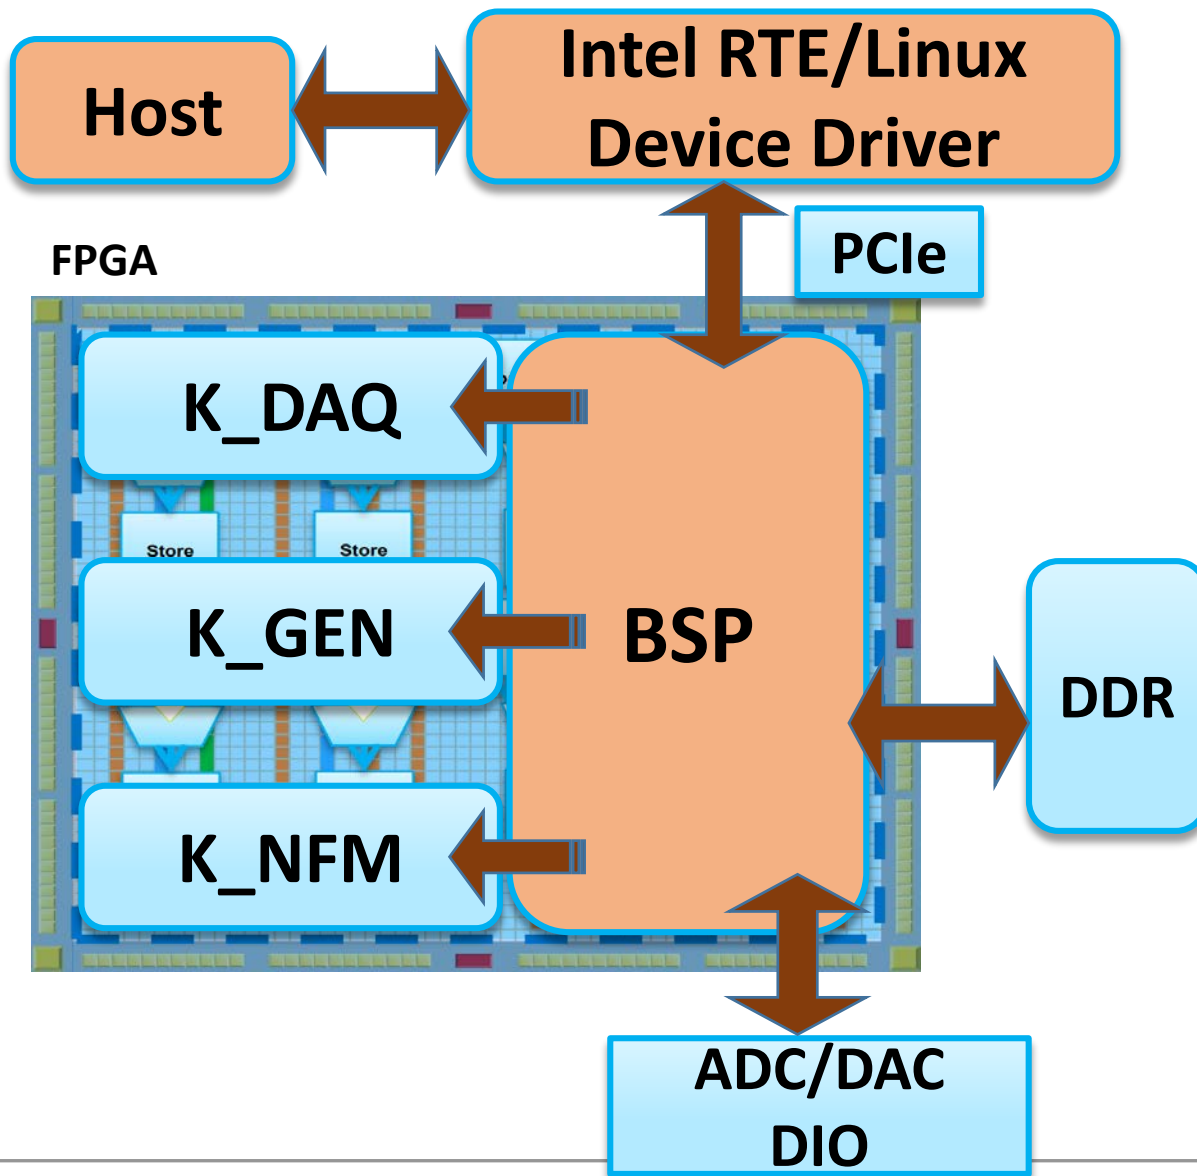 Host
Intel RTE/Linux
Device Driver
PCIe
FPGA
K_DAQ
Store
Store
K_GEN
BSP
DDR
K_NFM
ADC/DAC
DIO